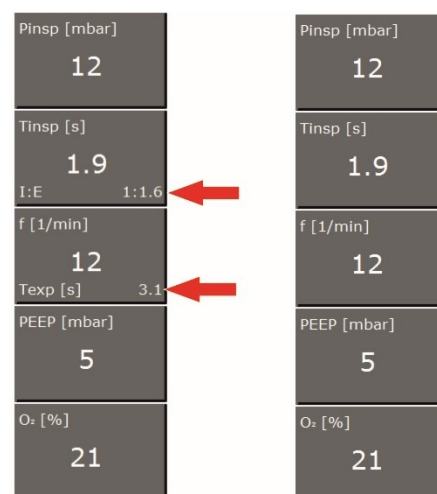 Pinsp [mbar]
12
Tinsp [s]
1.9
I:E 1:1.6
f [1/min]
12
Texp [s] 3.1
PEEP [mbar]
5
O₂ [%]
21
Pinsp [mbar]
12
Tinsp [s]
1.9
f [1/min]
12
PEEP [mbar]
5
O₂ [%]
21